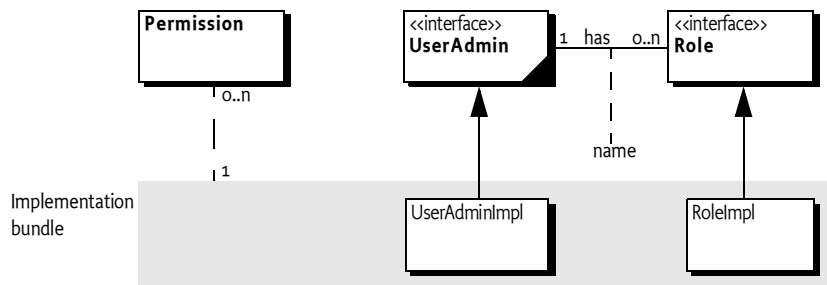 Permission
<<interface>>
UserAdmin
1 has 0..n
<<interface>>
Role
0..n
name
1
Implementation
bundle
UserAdminImpl
RoleImpl